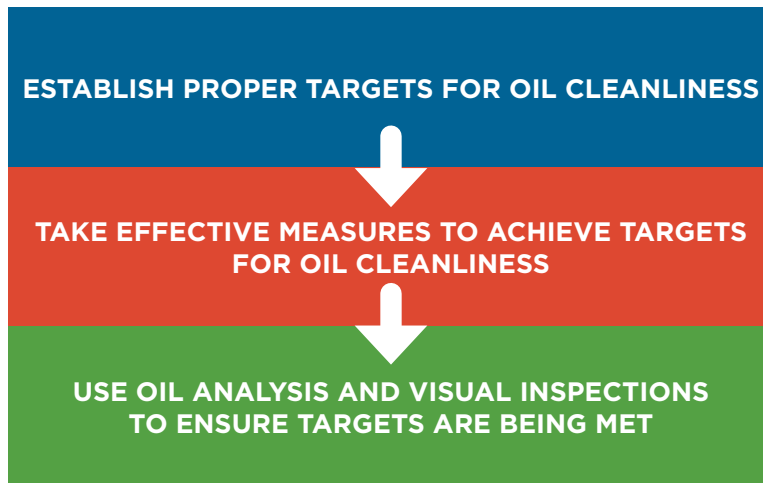 ESTABLISH PROPER TARGETS FOR OIL CLEANLINESS
TAKE EFFECTIVE MEASURES TO ACHIEVE TARGETS
FOR OIL CLEANLINESS
USE OIL ANALYSIS AND VISUAL INSPECTIONS
TO ENSURE TARGETS ARE BEING MET